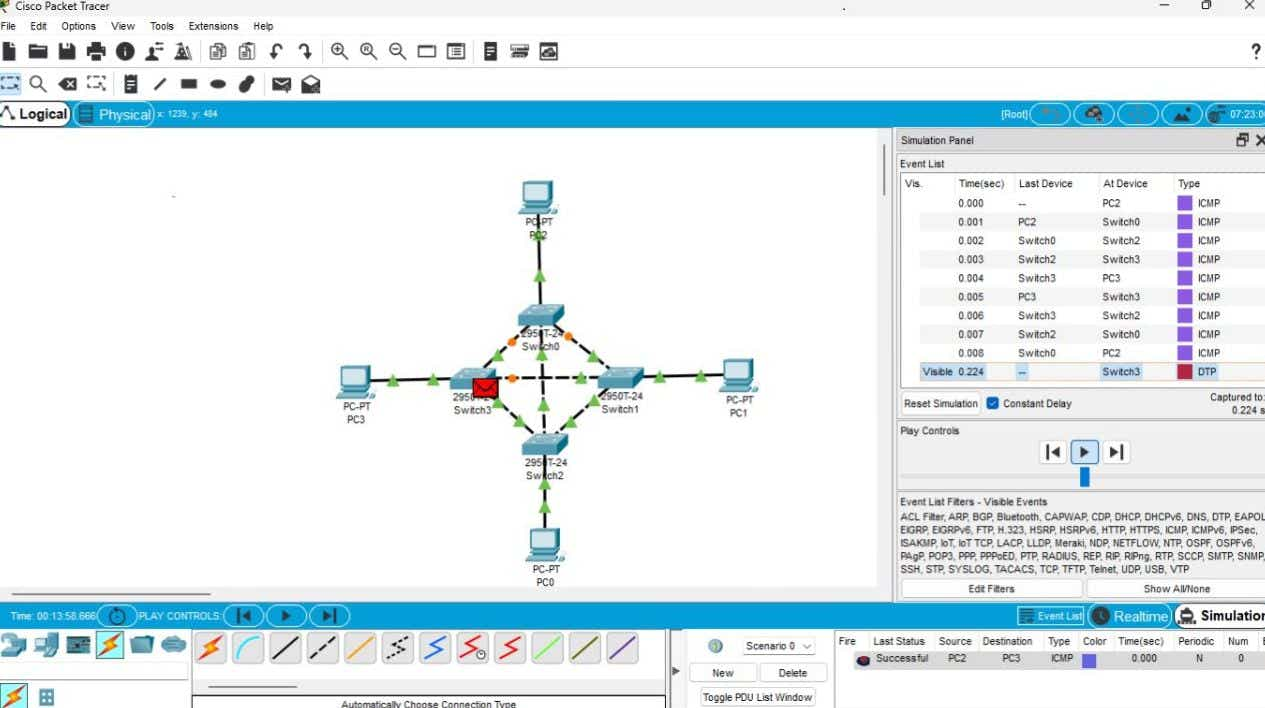 Cisco Packet Tracer
File Edit Options View Tools Extensions Help
?
Logical Physical x: 1239, y: 484 [Root] 07:23:0
Simulation Panel
Event List
Vis. Time(sec) Last Device At Device Type
0.000 -- PC2 ICMP
0.001 PC2 Switch0 ICMP
0.002 Switch0 Switch2 ICMP
0.003 Switch2 Switch3 ICMP
0.004 Switch3 PC3 ICMP
0.005 PC3 Switch3 ICMP
0.006 Switch3 Switch2 ICMP
0.007 Switch2 Switch0 ICMP
0.008 Switch0 PC2 ICMP
Visible 0.224 -- Switch3 DTP
Reset Simulation Constant Delay Captured to:
0.224 s
Play Controls
Event List Filters - Visible Events
ACL Filter, ARP, BGP, Bluetooth, CAPWAP, CDP, DHCP, DHCPv6, DNS, DTP, EAPOL
EIGRP, EIGRPv6, FTP, H.323, HSRP, HSRPv6, HTTP, HTTPS, ICMP, ICMPv6, IPSec,
ISAKMP, IoT, IoT TCP, LACP, LLDP, Meraki, NDP, NETFLOW, NTP, OSPF, OSPFv6,
PAgP, POP3, PPP, PPPoED, PTP, RADIUS, REP, RIP, RIPng, RTP, SCCP, SMTP, SNMP,
SSH, STP, SYSLOG, TACACS, TCP, TFTP, Telnet, UDP, USB, VTP
Edit Filters Show All/None
PC-PT
PC2
2950T-24
Switch0
PC-PT
PC3
2950T-24
Switch3
2950T-24
Switch1
PC-PT
PC1
2950T-24
Switch2
PC-PT
PC0
Time: 00:13:58.666 PLAY CONTROLS: Event List Realtime Simulation
Scenario 0
New Delete
Toggle PDU List Window
Fire Last Status Source Destination Type Color Time(sec) Periodic Num E
Successful PC2 PC3 ICMP 0.000 N 0
Automatically Choose Connection Type